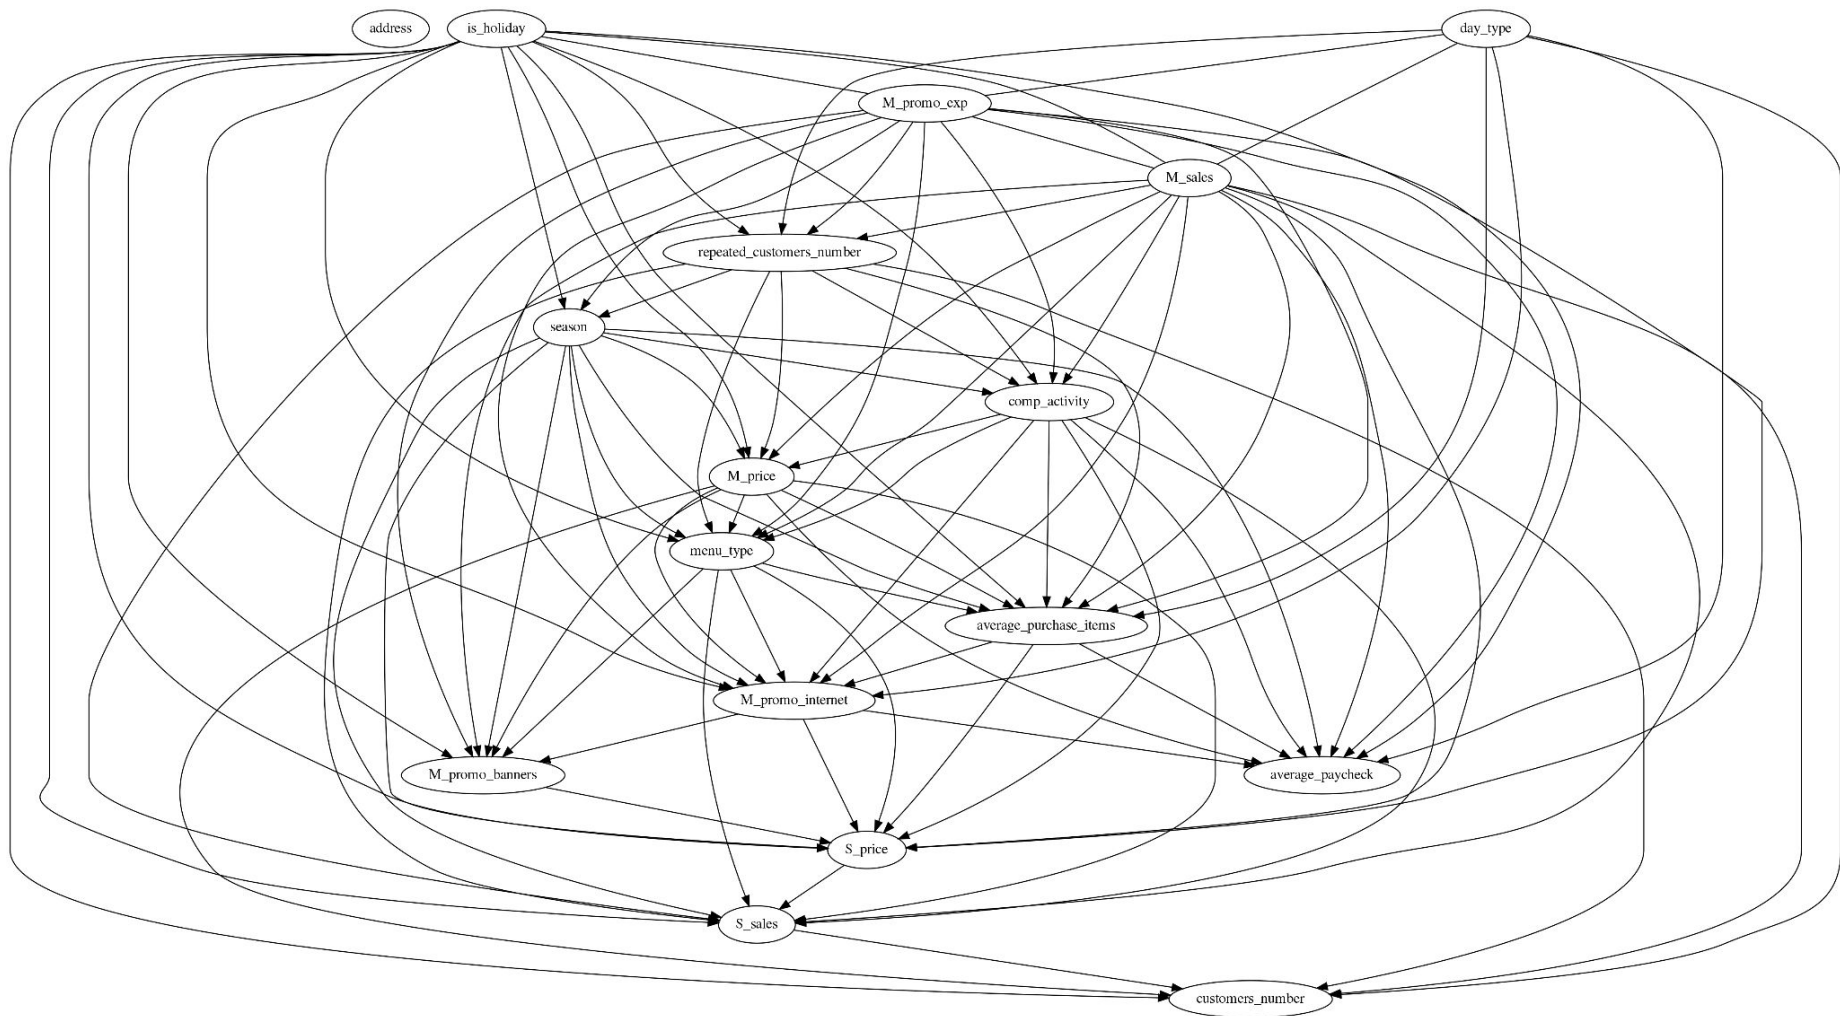 address
is_holiday
day_type
M_promo_exp
M_sales
repeated_customers_number
season
comp_activity
M_price
menu_type
average_purchase_items
M_promo_internet
M_promo_banners
average_paycheck
S_price
S_sales
customers_number